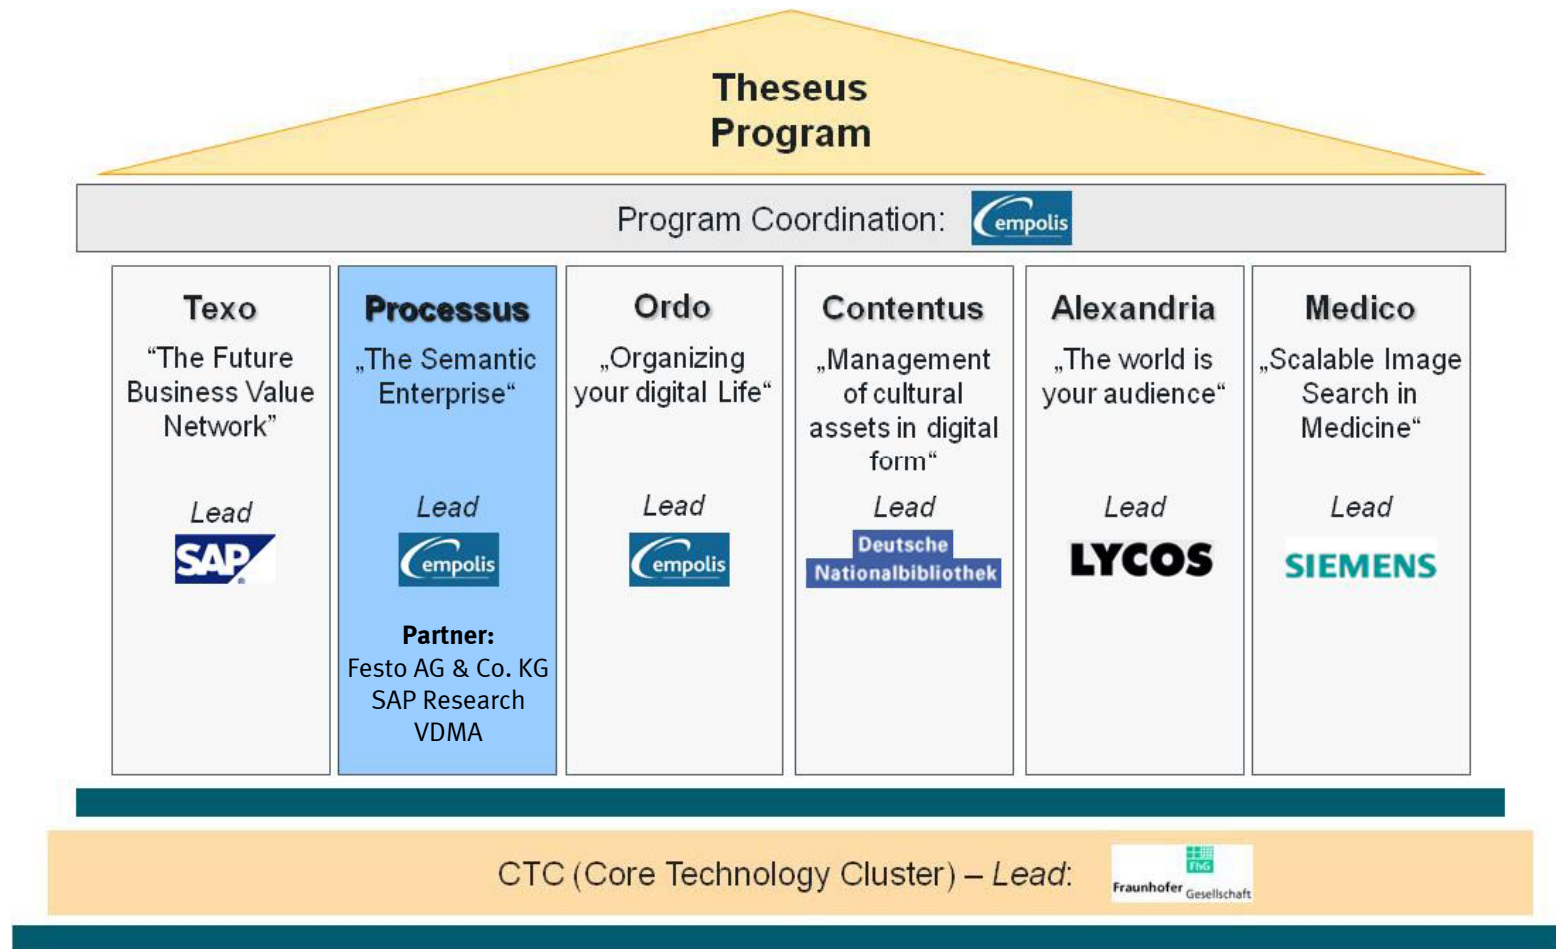 Theseus
Program
Program Coordination:
empolis
Texo
“The Future
Business Value
Network”
Lead
SAP
®
Processus
„The Semantic
Enterprise“
Lead
empolis
Partner:
Festo AG & Co. KG
SAP Research
VDMA
Ordo
„Organizing
your digital Life“
Lead
empolis
Contentus
„Management
of cultural
assets in digital
form“
Lead
Deutsche
Nationalbibliothek
Alexandria
„The world is
your audience“
Lead
LYCOS
Medico
„Scalable Image
Search in
Medicine“
Lead
SIEMENS
CTC (Core Technology Cluster) – Lead:
FhG
Fraunhofer Gesellschaft